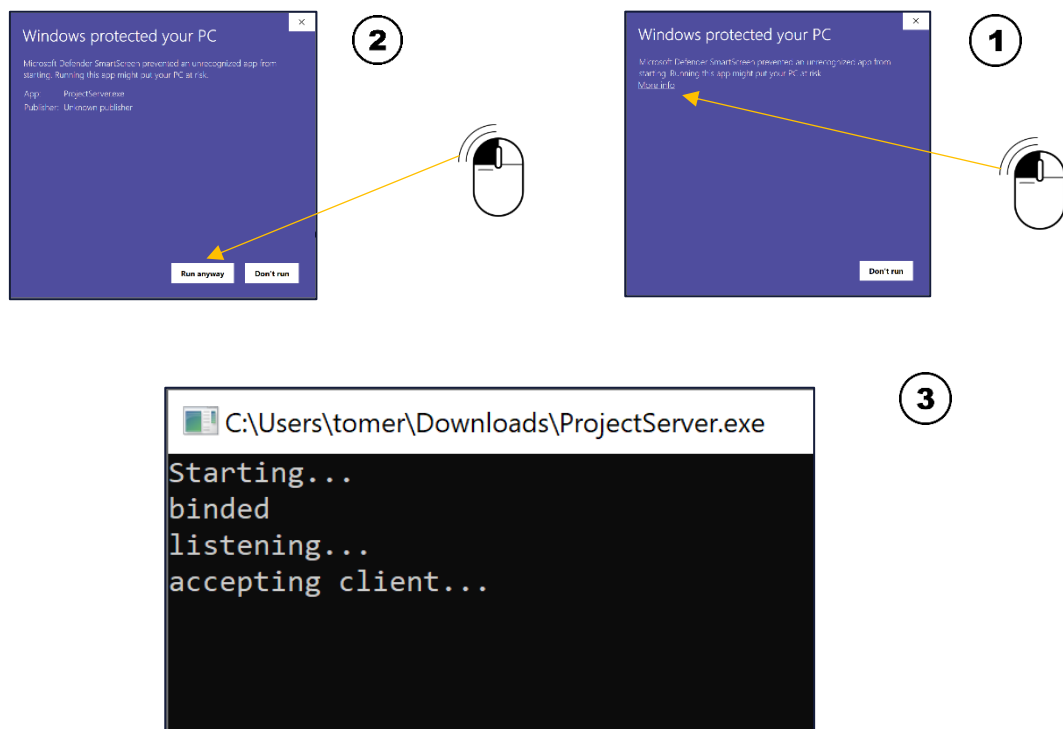 1
Windows protected your PC
Microsoft Defender SmartScreen prevented an unrecognized app from
starting. Running this app might put your PC at risk.
More info
Don't run
2
Windows protected your PC
Microsoft Defender SmartScreen prevented an unrecognized app from
starting. Running this app might put your PC at risk.
App: ProjectServer.exe
Publisher: Unknown publisher
Run anyway Don't run
3
C:\Users\tomer\Downloads\ProjectServer.exe
Starting...
binded
listening...
accepting client...